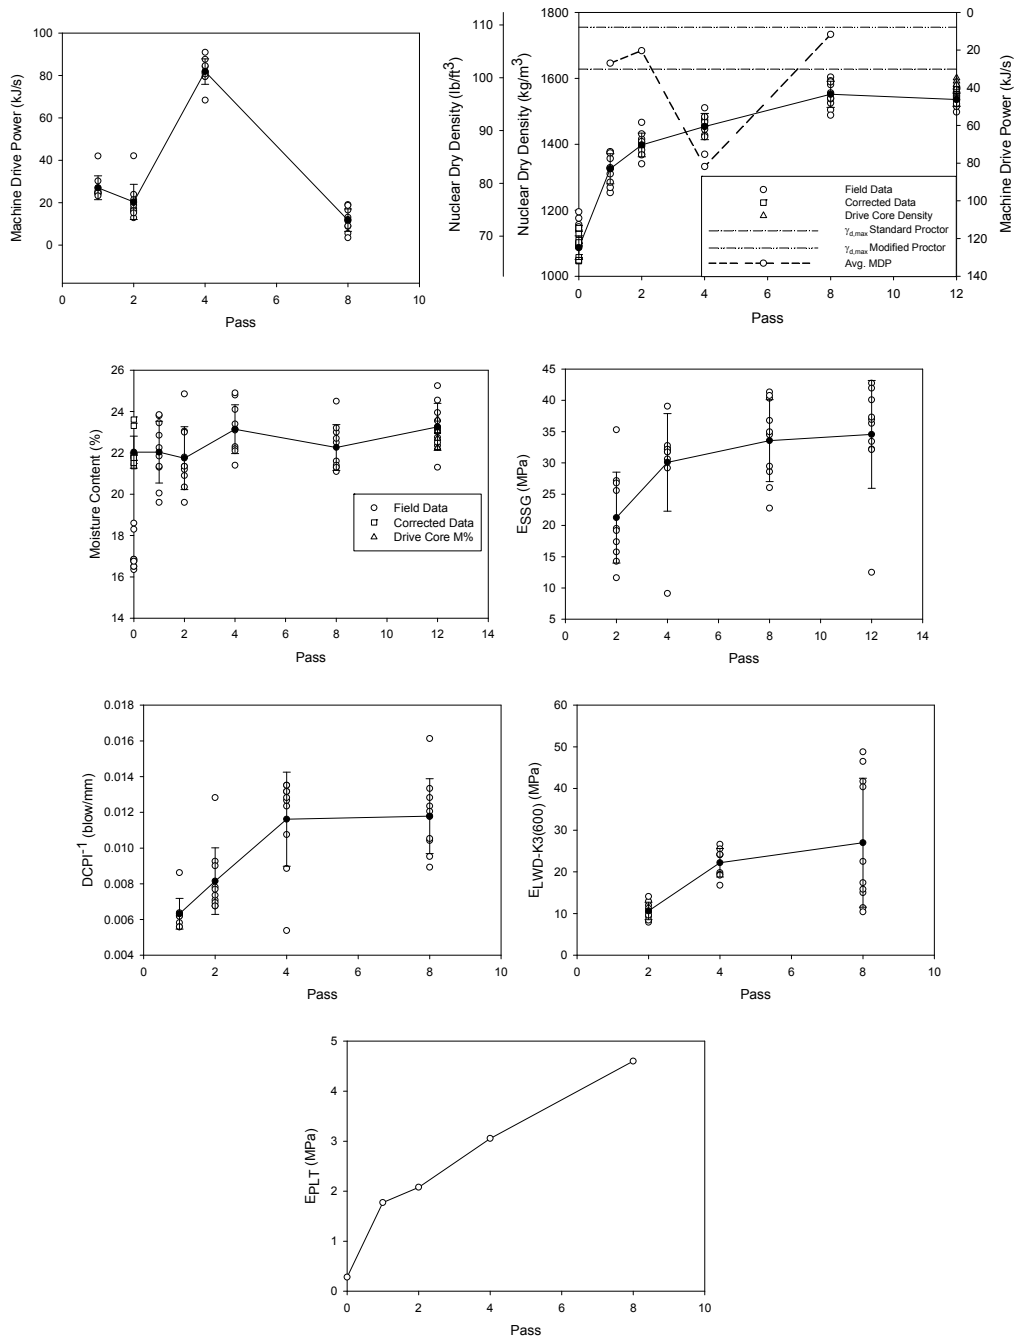 Machine Drive Power (kJ/s)
100
80
60
40
20
0
0 2 4 6 8 10
Pass
Nuclear Dry Density (lb/ft3)
110
100
90
80
70
Nuclear Dry Density (kg/m3)
1800
1600
1400
1200
1000
0 2 4 6 8 10 12
Pass
0
20
40
60
80
100
120
140
Machine Drive Power (kJ/s)
Field Data
Corrected Data
Drive Core Density
γd,max Standard Proctor
γd,max Modified Proctor
Avg. MDP
Moisture Content (%)
26
24
22
20
18
16
14
0 2 4 6 8 10 12 14
Pass
Field Data
Corrected Data
Drive Core M%
ESSG (MPa)
45
40
35
30
25
20
15
10
5
0 2 4 6 8 10 12 14
Pass
DCPI-1 (blow/mm)
0.018
0.016
0.014
0.012
0.010
0.008
0.006
0.004
0 2 4 6 8 10
Pass
ELWD-K3(600) (MPa)
60
50
40
30
20
10
0
0 2 4 6 8 10
Pass
EPLT (MPa)
5
4
3
2
1
0
0 2 4 6 8 10
Pass